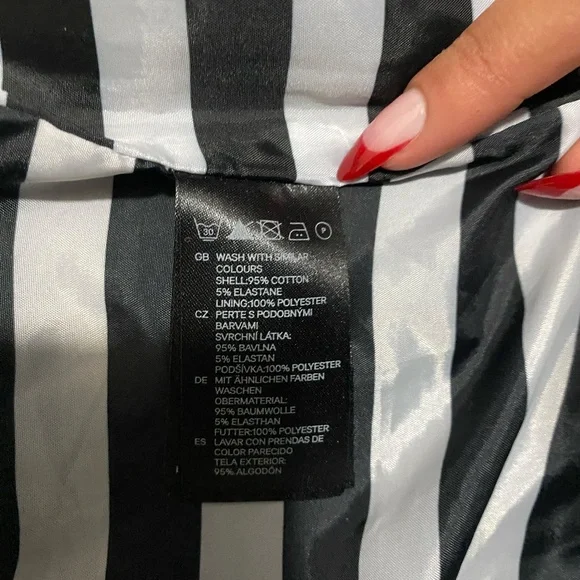 30 P
GB WASH WITH SIMILAR
COLOURS
SHELL:95% COTTON
5% ELASTANE
LINING:100% POLYESTER
CZ PERTE S PODOBNÝMI
BARVAMI
SVRCHNÍ LÁTKA:
95% BAVLNA
5% ELASTAN
PODŠÍVKA:100% POLYESTER
DE MIT ÄHNLICHEN FARBEN
WASCHEN
OBERMATERIAL:
95% BAUMWOLLE
5% ELASTHAN
FUTTER:100% POLYESTER
ES LAVAR CON PRENDAS DE
COLOR PARECIDO
TELA EXTERIOR:
95% ALGODÓN